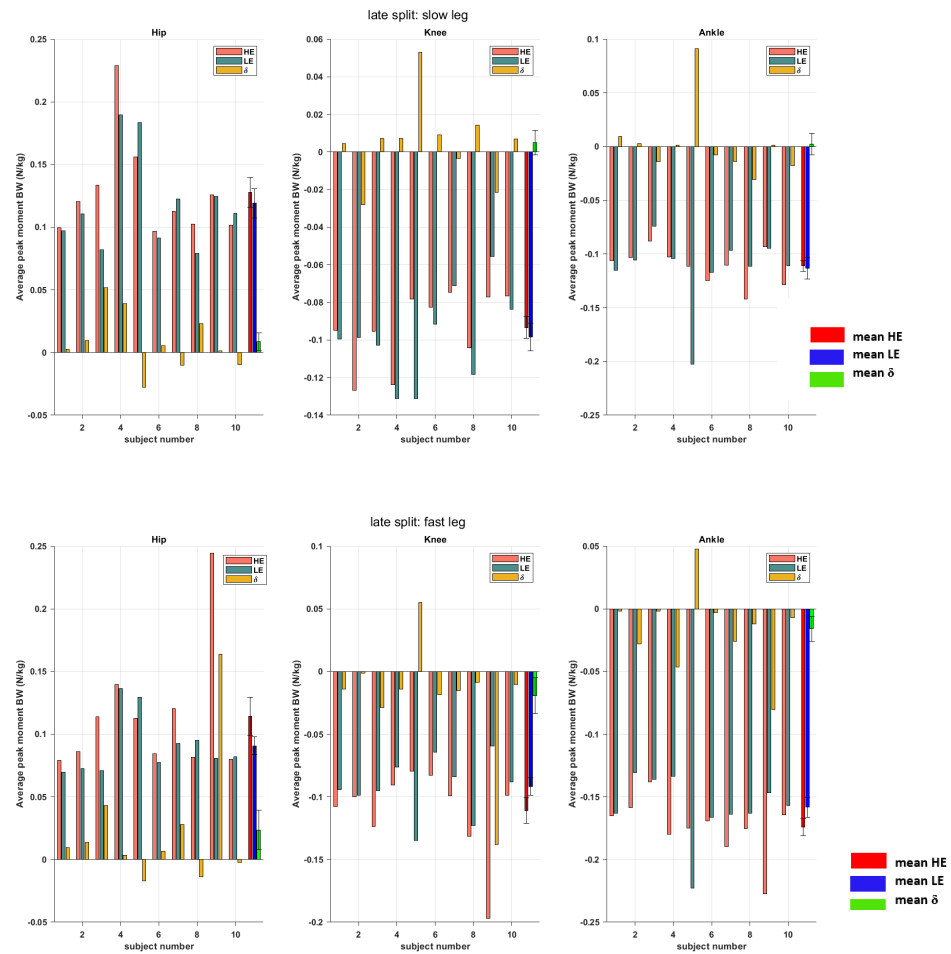 late split: slow leg
Hip
Knee
Ankle
HE
LE
δ
HE
LE
δ
HE
LE
δ
Average peak moment BW (N/kg)
0.25
0.2
0.15
0.1
0.05
0
-0.05
2 4 6 8 10
subject number
Average peak moment BW (N/kg)
0.06
0.04
0.02
0
-0.02
-0.04
-0.06
-0.08
-0.1
-0.12
-0.14
2 4 6 8 10
subject number
Average peak moment BW (N/kg)
0.1
0.05
0
-0.05
-0.1
-0.15
-0.2
-0.25
2 4 6 8 10
subject number
mean HE
mean LE
mean δ
late split: fast leg
Hip
Knee
Ankle
HE
LE
δ
HE
LE
δ
HE
LE
δ
Average peak moment BW (N/kg)
0.25
0.2
0.15
0.1
0.05
0
-0.05
2 4 6 8 10
subject number
Average peak moment BW (N/kg)
0.1
0.05
0
-0.05
-0.1
-0.15
-0.2
2 4 6 8 10
subject number
Average peak moment BW (N/kg)
0.05
0
-0.05
-0.1
-0.15
-0.2
-0.25
2 4 6 8 10
subject number
mean HE
mean LE
mean δ